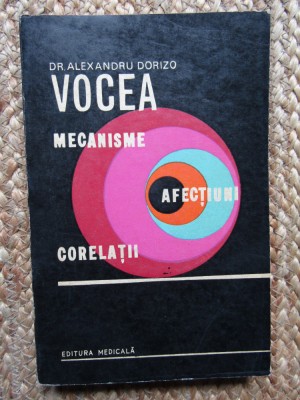 DR. ALEXANDRU DORIZO
VOCEA
MECANISME
AFECȚIUNI
CORELAȚII
EDITURA MEDICALĂ